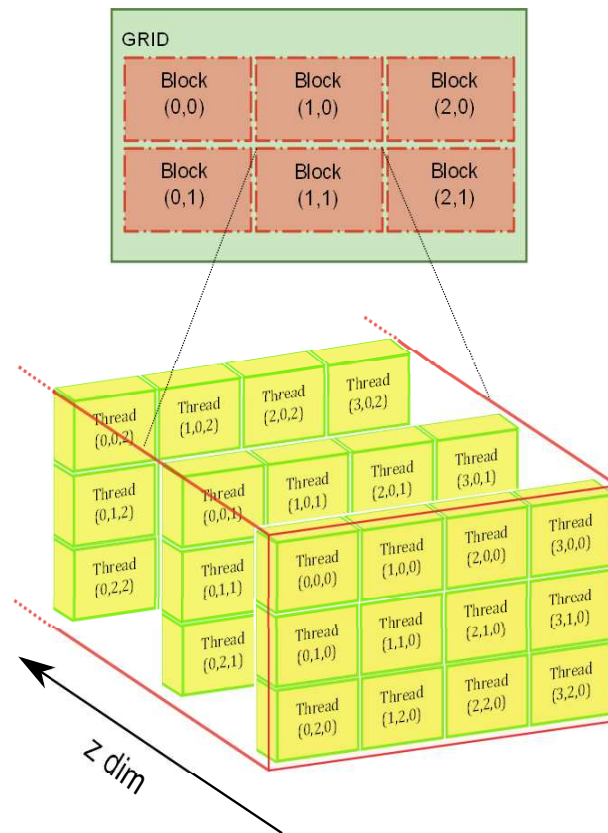 GRID
Block
(0,0)
Block
(1,0)
Block
(2,0)
Block
(0,1)
Block
(1,1)
Block
(2,1)
Thread
(0,0,2)
Thread
(1,0,2)
Thread
(2,0,2)
Thread
(3,0,2)
Thread
(0,1,2)
Thread
(0,2,2)
Thread
(0,0,1)
Thread
(1,0,1)
Thread
(2,0,1)
Thread
(3,0,1)
Thread
(0,1,1)
Thread
(0,2,1)
Thread
(0,0,0)
Thread
(1,0,0)
Thread
(2,0,0)
Thread
(3,0,0)
Thread
(0,1,0)
Thread
(1,1,0)
Thread
(2,1,0)
Thread
(3,1,0)
Thread
(0,2,0)
Thread
(1,2,0)
Thread
(2,2,0)
Thread
(3,2,0)
z dim